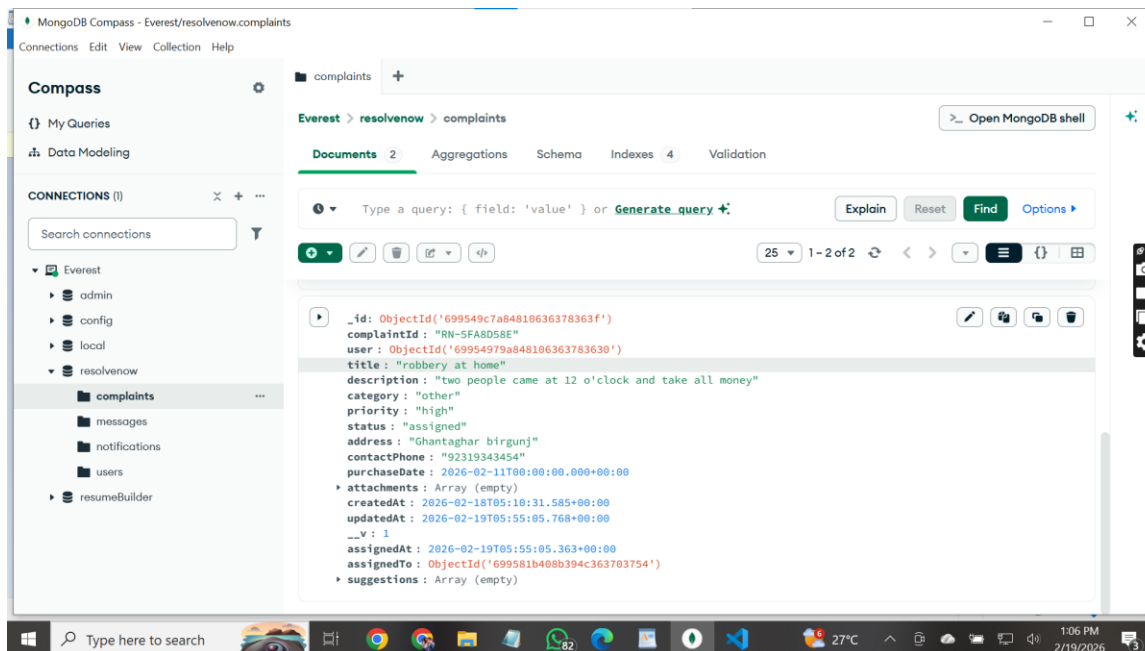 MongoDB Compass - Everest/resolvenow.complaints
Connections Edit View Collection Help
Compass
{} My Queries
Data Modeling
CONNECTIONS (1)
Search connections
Everest
admin
config
local
resolvenow
complaints
messages
notifications
users
resumeBuilder
complaints
Everest > resolvenow > complaints
>_ Open MongoDB shell
Documents 2 Aggregations Schema Indexes 4 Validation
Type a query: { field: 'value' } or Generate query
Explain Reset Find Options
25 1 – 2 of 2
_id: ObjectId('699549c7a84810636378363f')
complaintId : "RN-5FA8D58E"
user : ObjectId('69954979a848106363783630')
title : "robbery at home"
description : "two people came at 12 o'clock and take all money"
category : "other"
priority : "high"
status : "assigned"
address : "Ghantaghar birgunj"
contactPhone : "92319343454"
purchaseDate : 2026-02-11T00:00:00.000+00:00
attachments : Array (empty)
createdAt : 2026-02-18T05:10:31.585+00:00
updatedAt : 2026-02-19T05:55:05.768+00:00
__v : 1
assignedAt : 2026-02-19T05:55:05.363+00:00
assignedTo : ObjectId('699581b408b394c363703754')
suggestions : Array (empty)
Type here to search
82
6
27°C
1:06 PM
2/19/2026
3